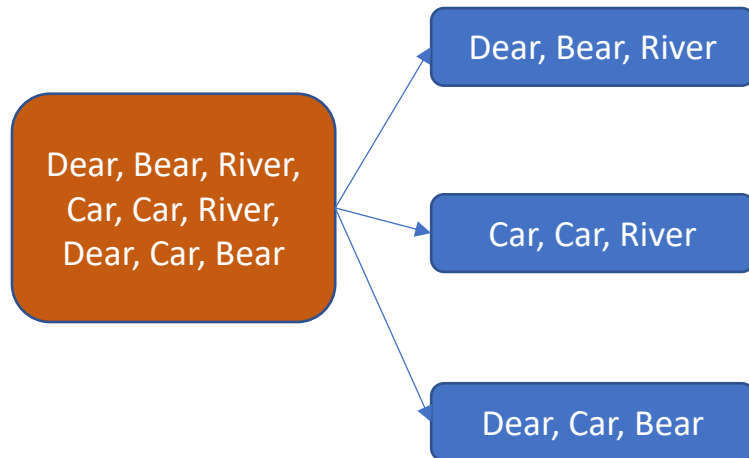 Dear, Bear, River,
Car, Car, River,
Dear, Car, Bear
Dear, Bear, River
Car, Car, River
Dear, Car, Bear